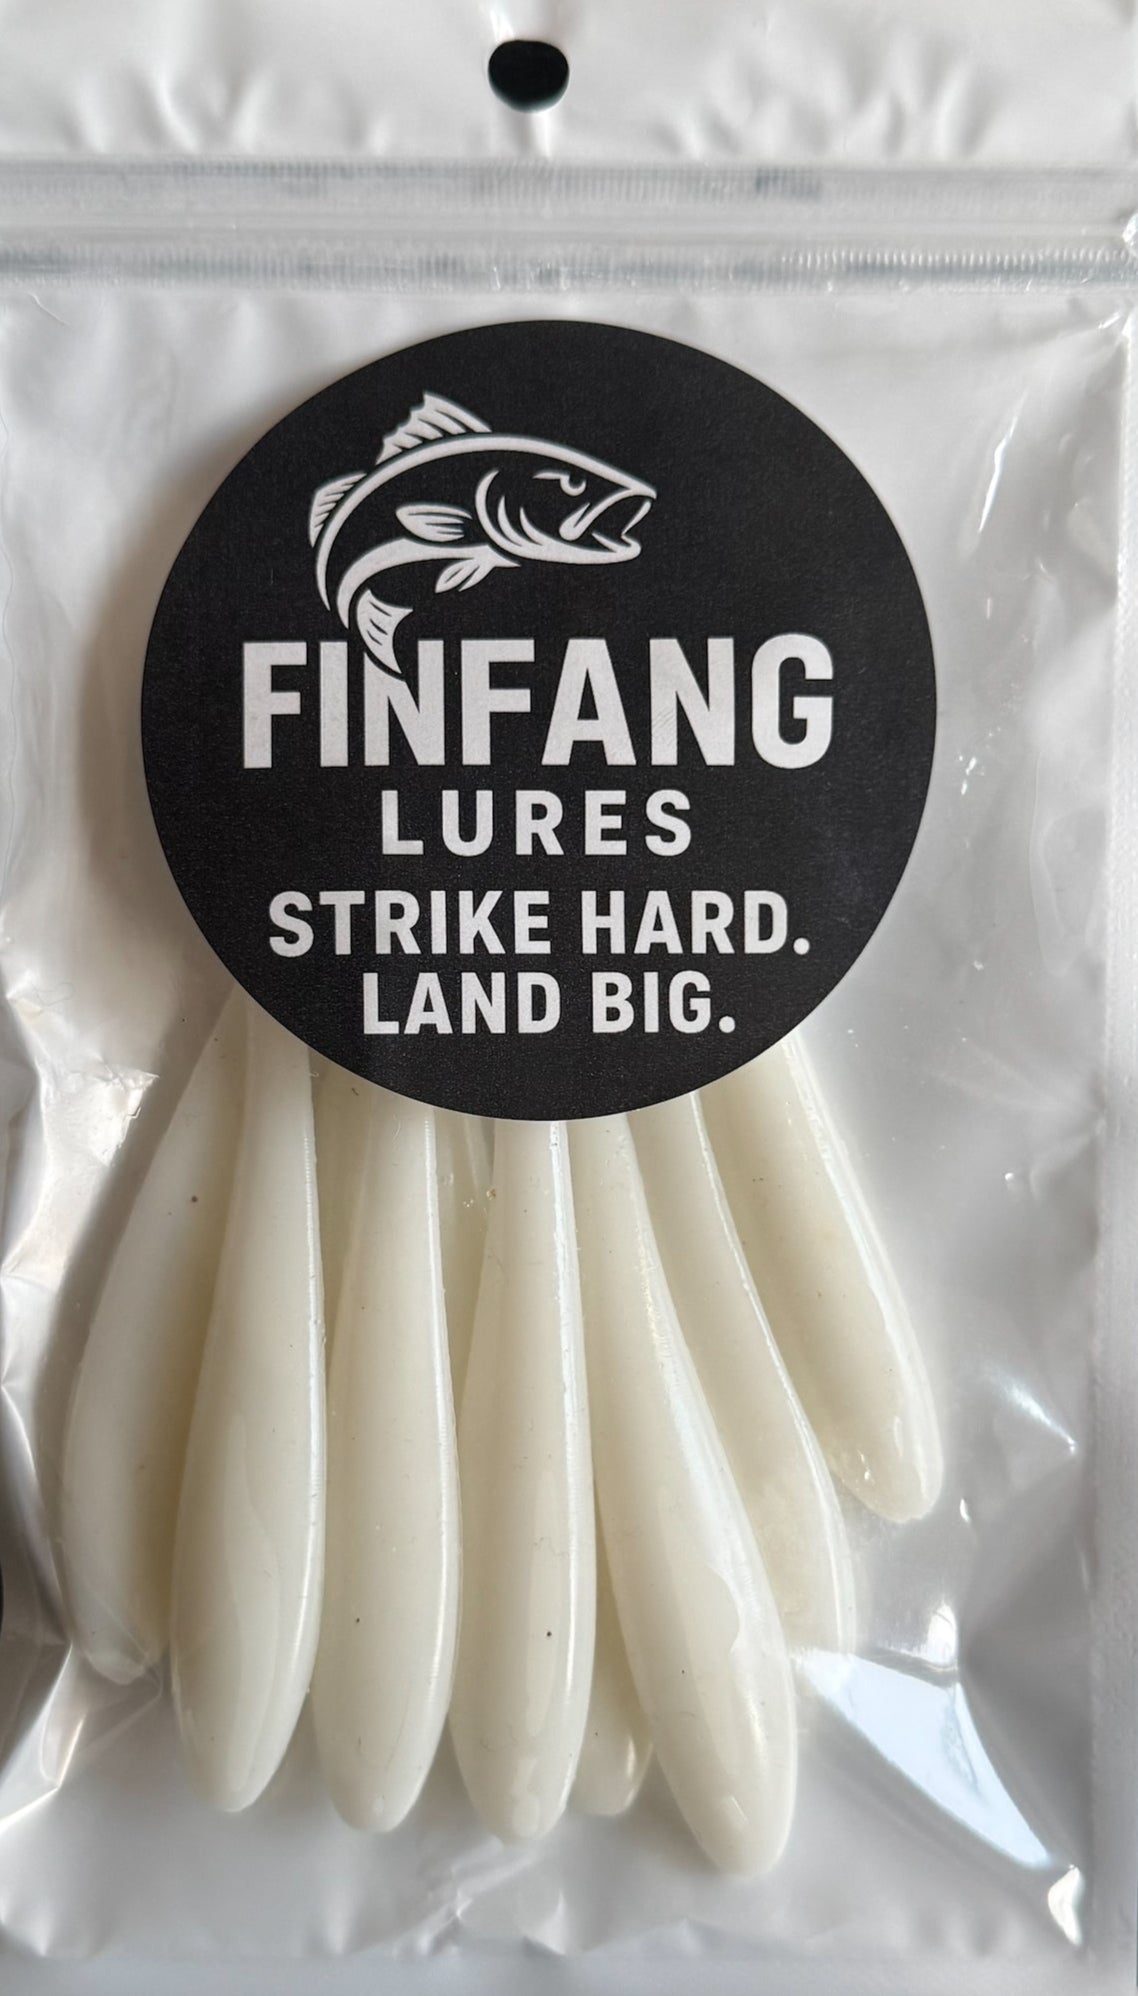 FINFANG
LURES
STRIKE HARD.
LAND BIG.